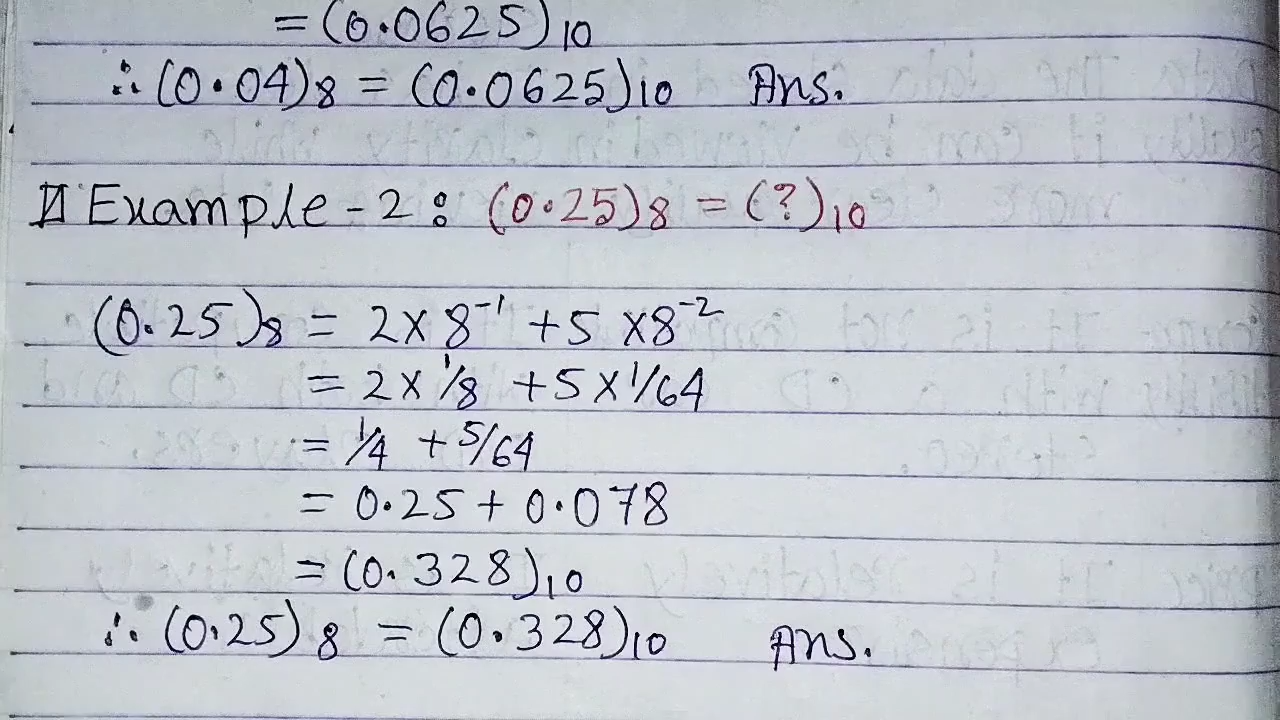 = (0.0625)10
∴ (0.04)8 = (0.0625)10 Ans.
Example - 2 : (0.25)8 = (?)10
(0.25)8 = 2 × 8⁻¹ + 5 × 8⁻²
= 2 × 1/8 + 5 × 1/64
= 1/4 + 5/64
= 0.25 + 0.078
= (0.328)10
∴ (0.25)8 = (0.328)10 Ans.